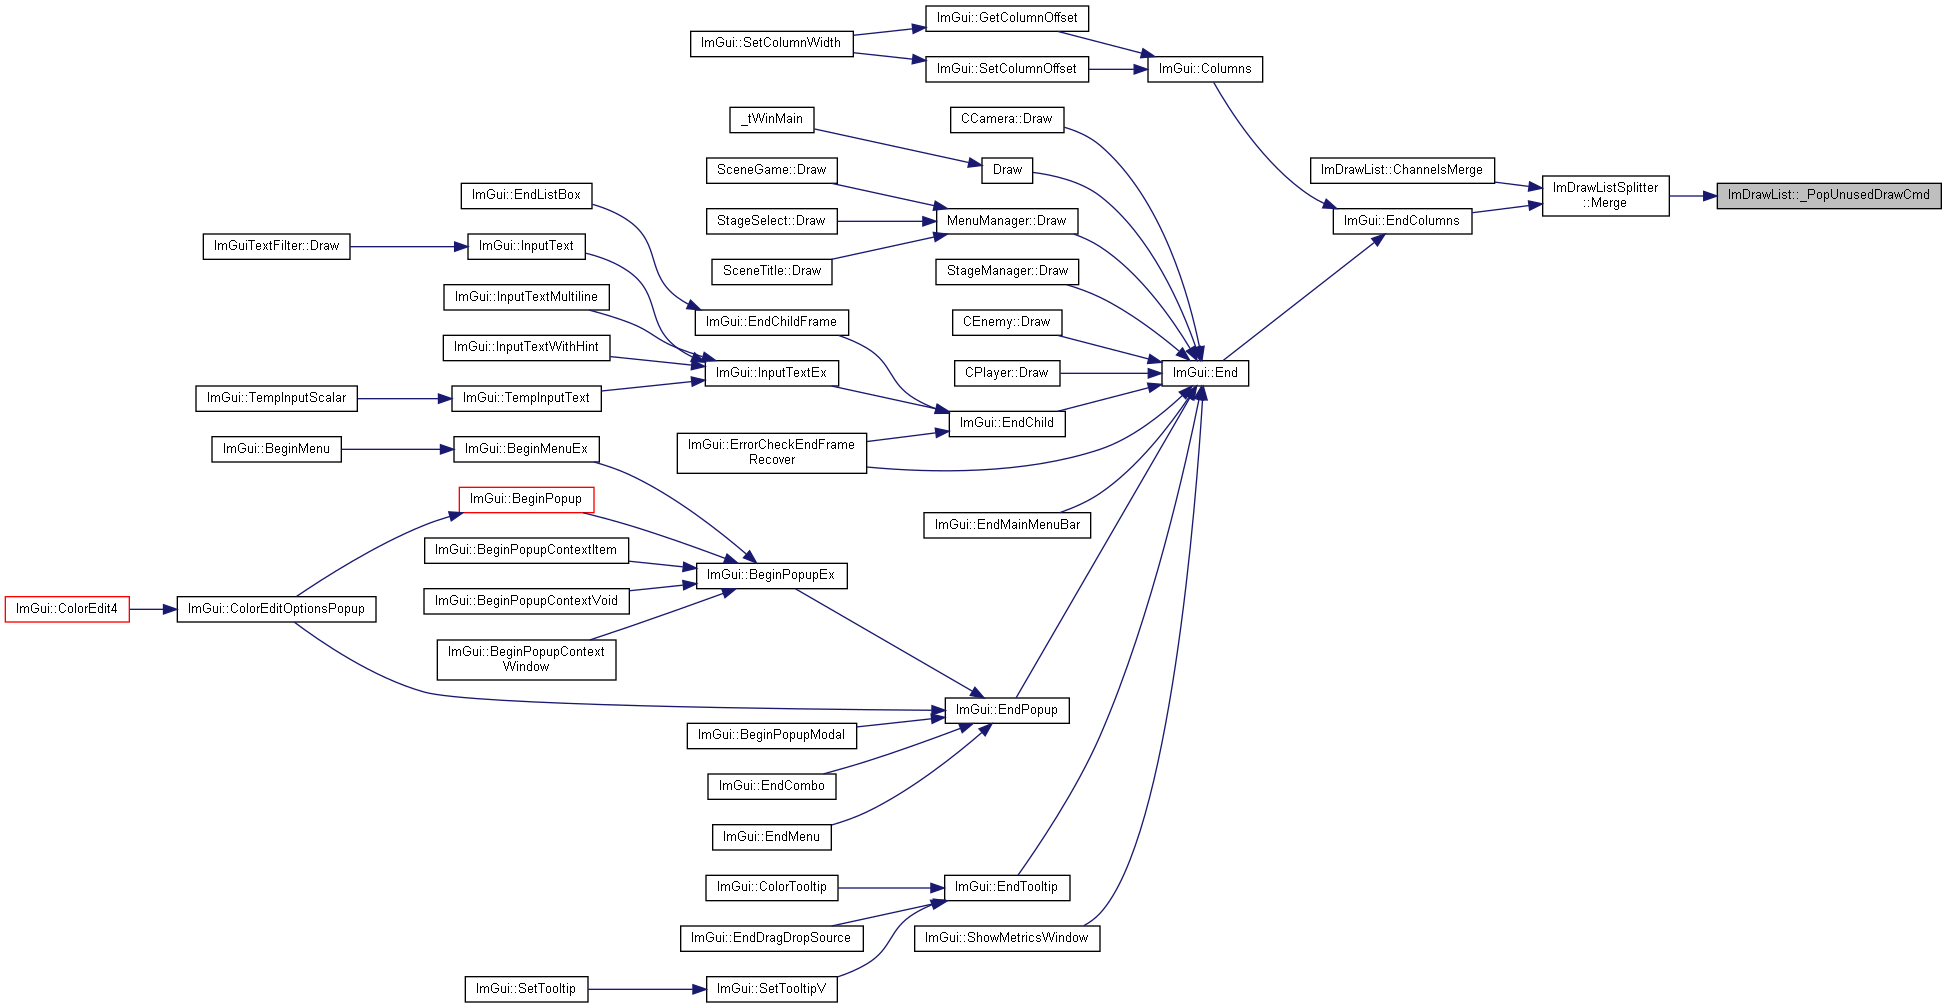 ImGui::GetColumnOffset
ImGui::SetColumnWidth
ImGui::SetColumnOffset
ImGui::Columns
_tWinMain
CCamera::Draw
SceneGame::Draw
Draw
ImDrawList::ChannelsMerge
ImDrawListSplitter
::Merge
ImDrawList::_PopUnusedDrawCmd
ImGui::EndListBox
StageSelect::Draw
MenuManager::Draw
ImGui::EndColumns
ImGuiTextFilter::Draw
ImGui::InputText
SceneTitle::Draw
StageManager::Draw
ImGui::InputTextMultiline
ImGui::EndChildFrame
CEnemy::Draw
ImGui::InputTextWithHint
ImGui::InputTextEx
CPlayer::Draw
ImGui::End
ImGui::TempInputScalar
ImGui::TempInputText
ImGui::EndChild
ImGui::BeginMenu
ImGui::BeginMenuEx
ImGui::ErrorCheckEndFrame
Recover
ImGui::BeginPopup
ImGui::EndMainMenuBar
ImGui::BeginPopupContextItem
ImGui::BeginPopupEx
ImGui::ColorEdit4
ImGui::ColorEditOptionsPopup
ImGui::BeginPopupContextVoid
ImGui::BeginPopupContext
Window
ImGui::EndPopup
ImGui::BeginPopupModal
ImGui::EndCombo
ImGui::EndMenu
ImGui::ColorTooltip
ImGui::EndTooltip
ImGui::EndDragDropSource
ImGui::ShowMetricsWindow
ImGui::SetTooltip
ImGui::SetTooltipV